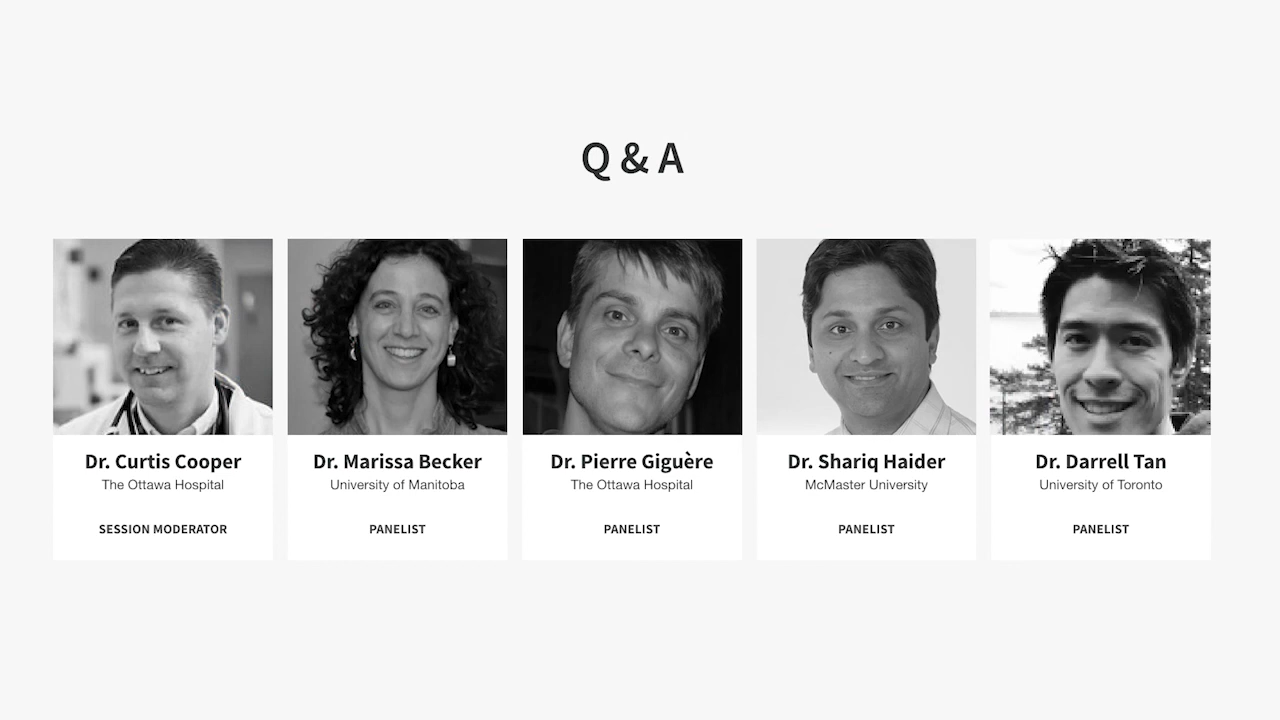 Q & A
Dr. Curtis Cooper
The Ottawa Hospital
SESSION MODERATOR
Dr. Marissa Becker
University of Manitoba
PANELIST
Dr. Pierre Giguère
The Ottawa Hospital
PANELIST
Dr. Shariq Haider
McMaster University
PANELIST
Dr. Darrell Tan
University of Toronto
PANELIST